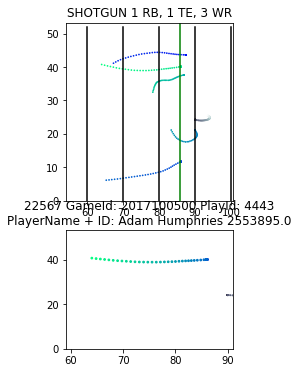 SHOTGUN 1 RB, 1 TE, 3 WR
50
40
30
20
10
0
60 70 80 90 100
22567 GameId: 2017100500 PlayId: 4443
PlayerName + ID: Adam Humphries 2553895.0
40
20
0
60 70 80 90